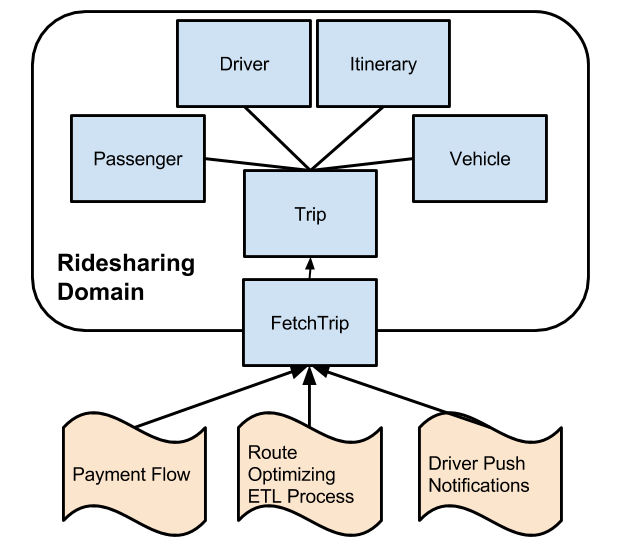 Driver
Itinerary
Passenger
Vehicle
Trip
Ridesharing
Domain
FetchTrip
Payment Flow
Route
Optimizing
ETL Process
Driver Push
Notifications